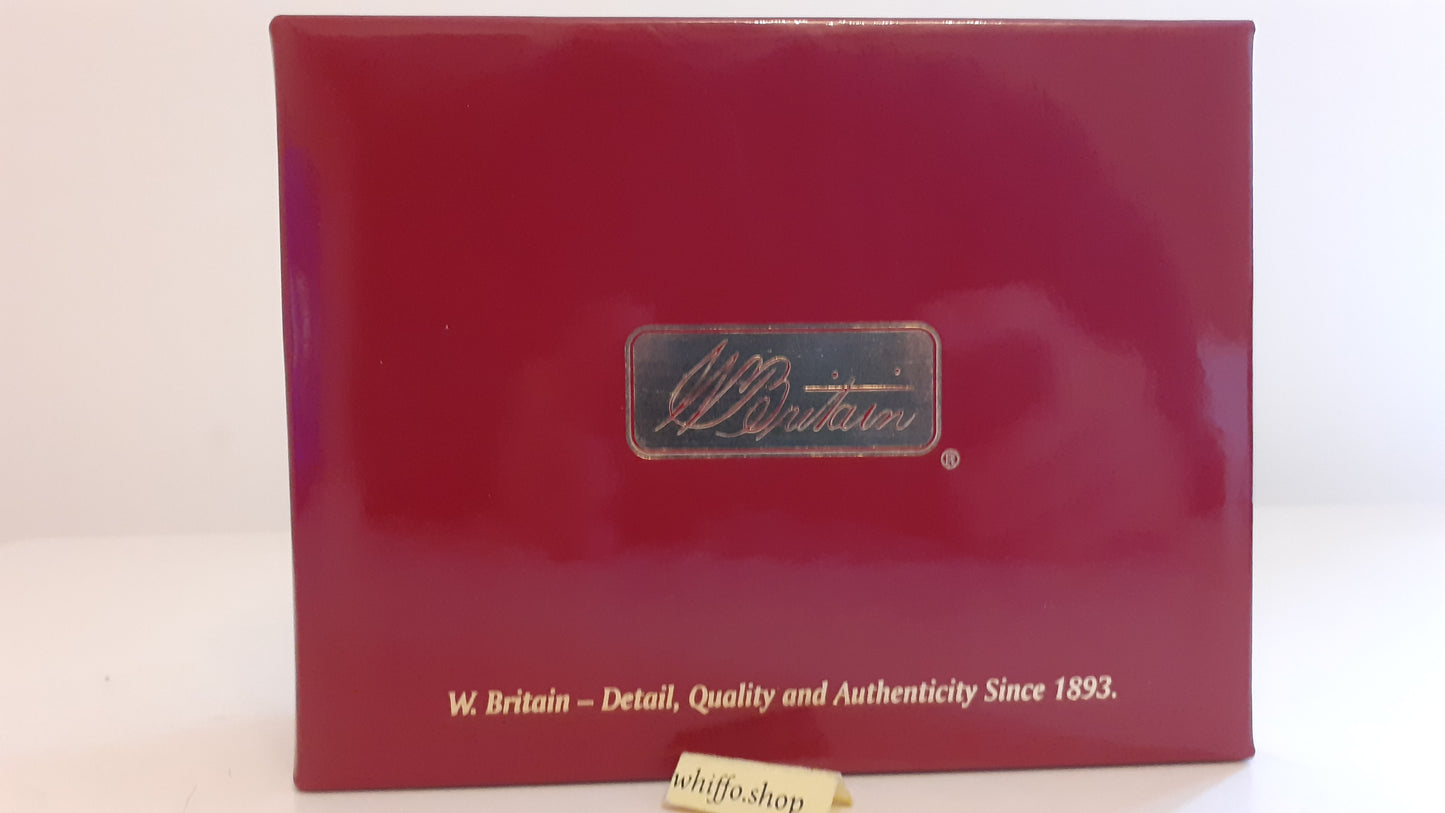 W. Britain
®
W. Britain – Detail, Quality and Authenticity Since 1893.
whiffo.shop